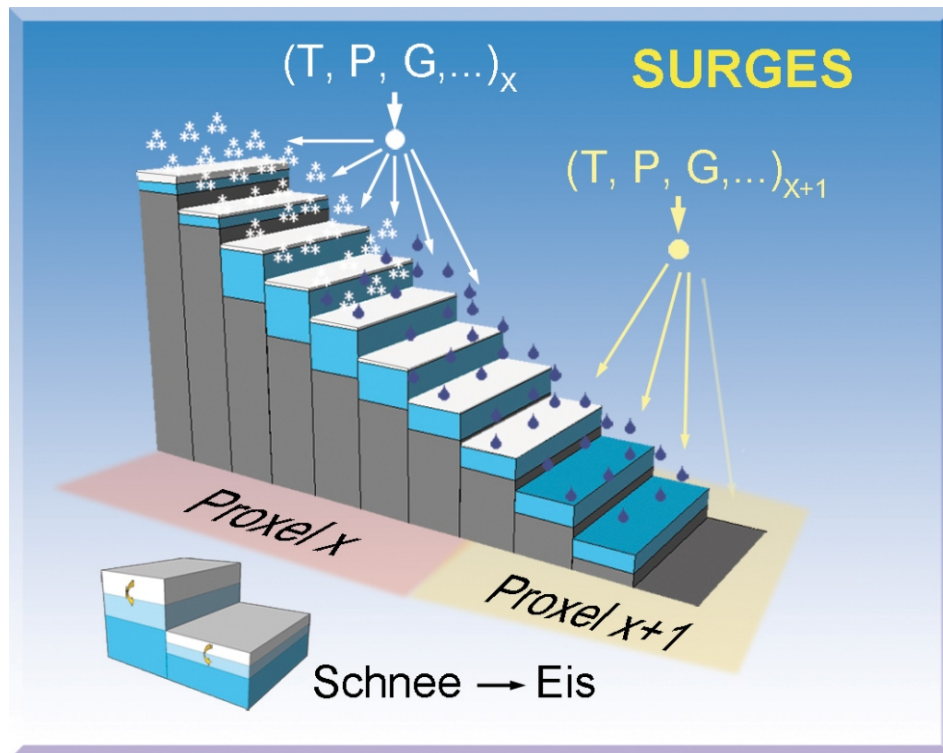 SURGES
(T, P, G,...)X
(T, P, G,...)X+1
Proxel x
Proxel x+1
Schnee → Eis